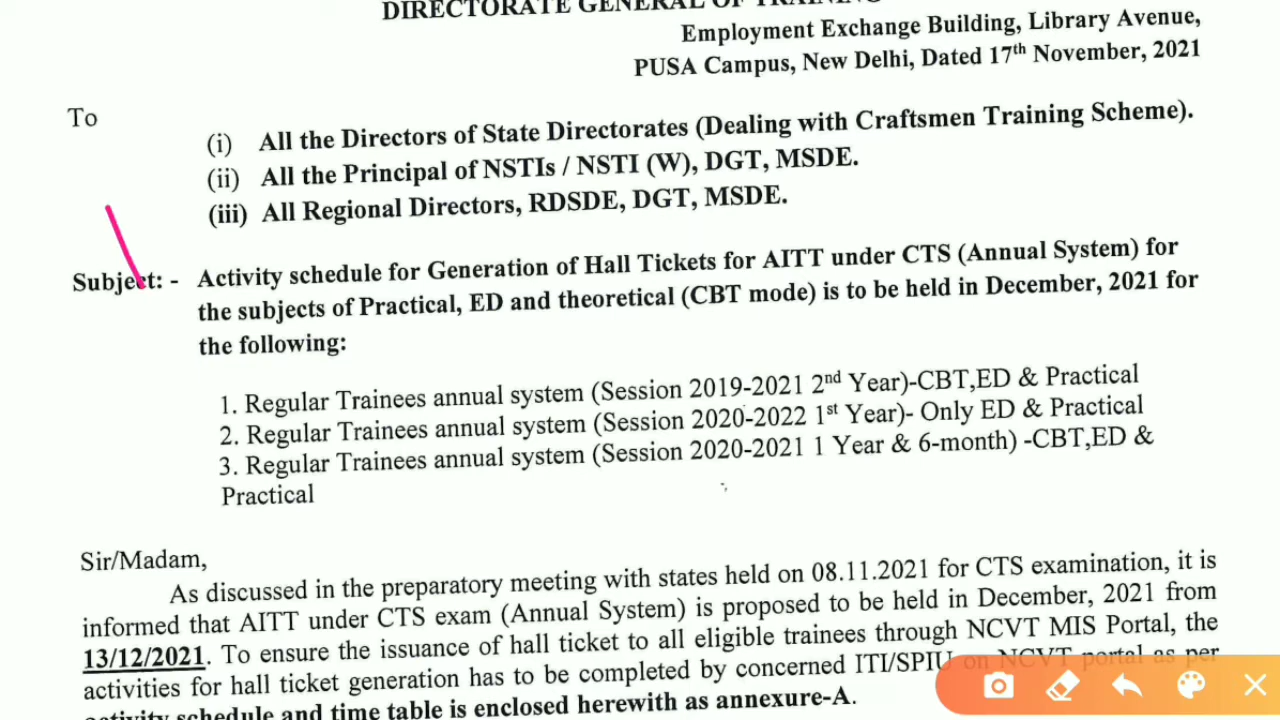 DIRECTORATE GENERAL OF TRAINING
Employment Exchange Building, Library Avenue,
PUSA Campus, New Delhi, Dated 17th November, 2021
To
(i) All the Directors of State Directorates (Dealing with Craftsmen Training Scheme).
(ii) All the Principal of NSTIs / NSTI (W), DGT, MSDE.
(iii) All Regional Directors, RDSDE, DGT, MSDE.
Subject: - Activity schedule for Generation of Hall Tickets for AITT under CTS (Annual System) for
the subjects of Practical, ED and theoretical (CBT mode) is to be held in December, 2021 for
the following:
1. Regular Trainees annual system (Session 2019-2021 2nd Year)-CBT,ED & Practical
2. Regular Trainees annual system (Session 2020-2022 1st Year)- Only ED & Practical
3. Regular Trainees annual system (Session 2020-2021 1 Year & 6-month) -CBT,ED &
Practical
Sir/Madam,
As discussed in the preparatory meeting with states held on 08.11.2021 for CTS examination, it is
informed that AITT under CTS exam (Annual System) is proposed to be held in December, 2021 from
13/12/2021. To ensure the issuance of hall ticket to all eligible trainees through NCVT MIS Portal, the
activities for hall ticket generation has to be completed by concerned ITI/SPIU on NCVT portal as per
activity schedule and time table is enclosed herewith as annexure-A.